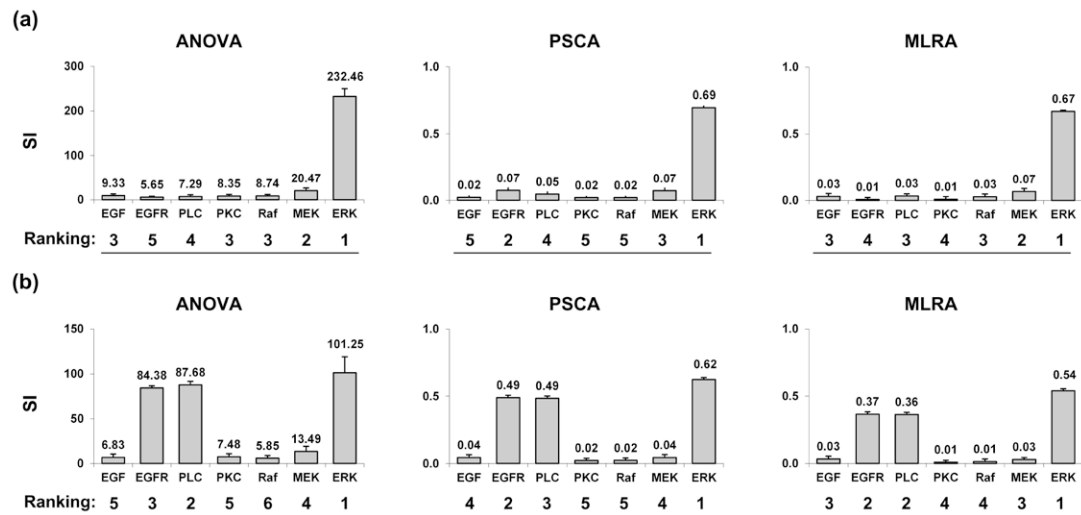 (a)
ANOVA PSCA MLRA
300 1.0 1.0
232.46
0.69 0.67
200
SI 0.5 0.5
100
9.33 5.65 7.29 8.35 8.74 20.47 0.02 0.07 0.05 0.02 0.02 0.07 0.03 0.01 0.03 0.01 0.03 0.07
0 0.0 0.0
EGF EGFR PLC PKC Raf MEK ERK EGF EGFR PLC PKC Raf MEK ERK EGF EGFR PLC PKC Raf MEK ERK
Ranking: 3 5 4 3 3 2 1 5 2 4 5 5 3 1 3 4 3 4 3 2 1
(b)
ANOVA PSCA MLRA
150 1.0 1.0
101.25
84.38 87.68 0.62
100 0.49 0.49 0.54
SI 0.5 0.5
0.37 0.36
50
6.83 7.48 5.85 13.49 0.04 0.02 0.02 0.04 0.03 0.01 0.01 0.03
0 0.0 0.0
EGF EGFR PLC PKC Raf MEK ERK EGF EGFR PLC PKC Raf MEK ERK EGF EGFR PLC PKC Raf MEK ERK
Ranking: 5 3 2 5 6 4 1 4 2 3 5 5 4 1 3 2 2 4 4 3 1